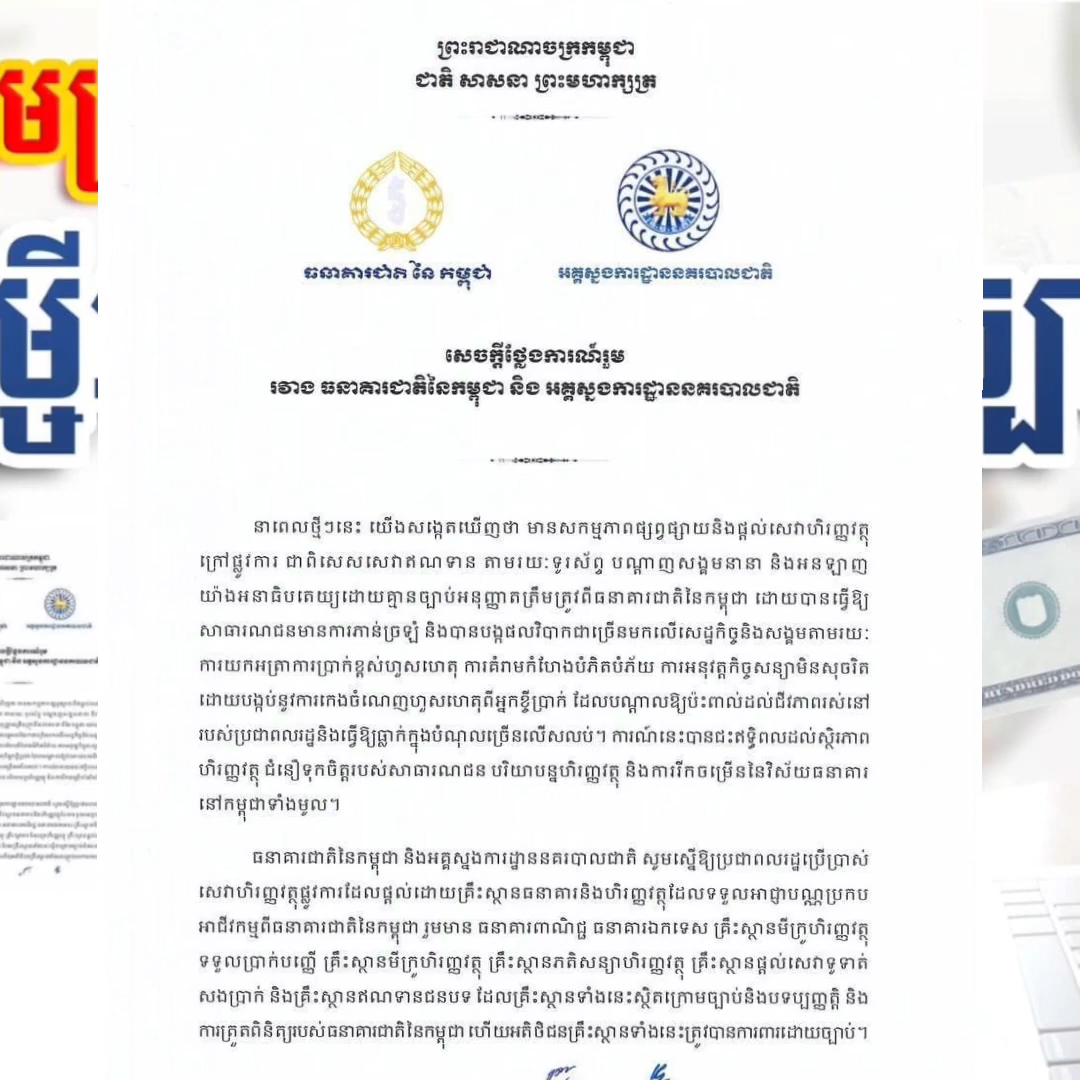 ព្រះរាជាណាចក្រកម្ពុជា
ជាតិ សាសនា ព្រះមហាក្សត្រ
ធនាគារជាតិ នៃ កម្ពុជា
អគ្គស្នងការដ្ឋាននគរបាលជាតិ
សេចក្តីថ្លែងការណ៍រួម
រវាង ធនាគារជាតិនៃកម្ពុជា និង អគ្គស្នងការដ្ឋាននគរបាលជាតិ
នាពេលថ្មីៗនេះ យើងសង្កេតឃើញថា មានសកម្មភាពផ្សព្វផ្សាយនិងផ្តល់សេវាហិរញ្ញវត្ថុ
ក្រៅផ្លូវការ ជាពិសេសសេវាឥណទាន តាមរយៈទូរស័ព្ទ បណ្តាញសង្គមនានា និងអនឡាញ
យ៉ាងអនាធិបតេយ្យដោយគ្មានច្បាប់អនុញ្ញាតត្រឹមត្រូវពីធនាគារជាតិនៃកម្ពុជា ដោយបានធ្វើឱ្យ
សាធារណជនមានការភាន់ច្រឡំ និងបានបង្កផលវិបាកជាច្រើនមកលើសេដ្ឋកិច្ចនិងសង្គមតាមរយៈ
ការយកអត្រាការប្រាក់ខ្ពស់ហួសហេតុ ការគំរាមកំហែងបំភិតបំភ័យ ការអនុវត្តកិច្ចសន្យាមិនសុចរិត
ដោយបង្កប់នូវការកេងចំណេញហួសហេតុពីអ្នកខ្ចីប្រាក់ ដែលបណ្តាលឱ្យប៉ះពាល់ដល់ជីវភាពរស់នៅ
របស់ប្រជាពលរដ្ឋនិងធ្វើឱ្យធ្លាក់ក្នុងបំណុលច្រើនលើសលប់។ ការណ៍នេះបានជះឥទ្ធិពលដល់ស្ថិរភាព
ហិរញ្ញវត្ថុ ជំនឿទុកចិត្តរបស់សាធារណជន បរិយាបន្នហិរញ្ញវត្ថុ និងការរីកចម្រើននៃវិស័យធនាគារ
នៅកម្ពុជាទាំងមូល។
ធនាគារជាតិនៃកម្ពុជា និងអគ្គស្នងការដ្ឋាននគរបាលជាតិ សូមស្នើឱ្យប្រជាពលរដ្ឋប្រើប្រាស់
សេវាហិរញ្ញវត្ថុផ្លូវការដែលផ្តល់ដោយគ្រឹះស្ថានធនាគារនិងហិរញ្ញវត្ថុដែលទទួលអាជ្ញាបណ្ណប្រកប
អាជីវកម្មពីធនាគារជាតិនៃកម្ពុជា រួមមាន ធនាគារពាណិជ្ជ ធនាគារឯកទេស គ្រឹះស្ថានមីក្រូហិរញ្ញវត្ថុ
ទទួលប្រាក់បញ្ញើ គ្រឹះស្ថានមីក្រូហិរញ្ញវត្ថុ គ្រឹះស្ថានភតិសន្យាហិរញ្ញវត្ថុ គ្រឹះស្ថានផ្តល់សេវាទូទាត់
សងប្រាក់ និងគ្រឹះស្ថានឥណទានជនបទ ដែលគ្រឹះស្ថានទាំងនេះស្ថិតក្រោមច្បាប់និងបទប្បញ្ញត្តិ និង
ការត្រួតពិនិត្យរបស់ធនាគារជាតិនៃកម្ពុជា ហើយអតិថិជនគ្រឹះស្ថានទាំងនេះត្រូវបានការពារដោយច្បាប់។